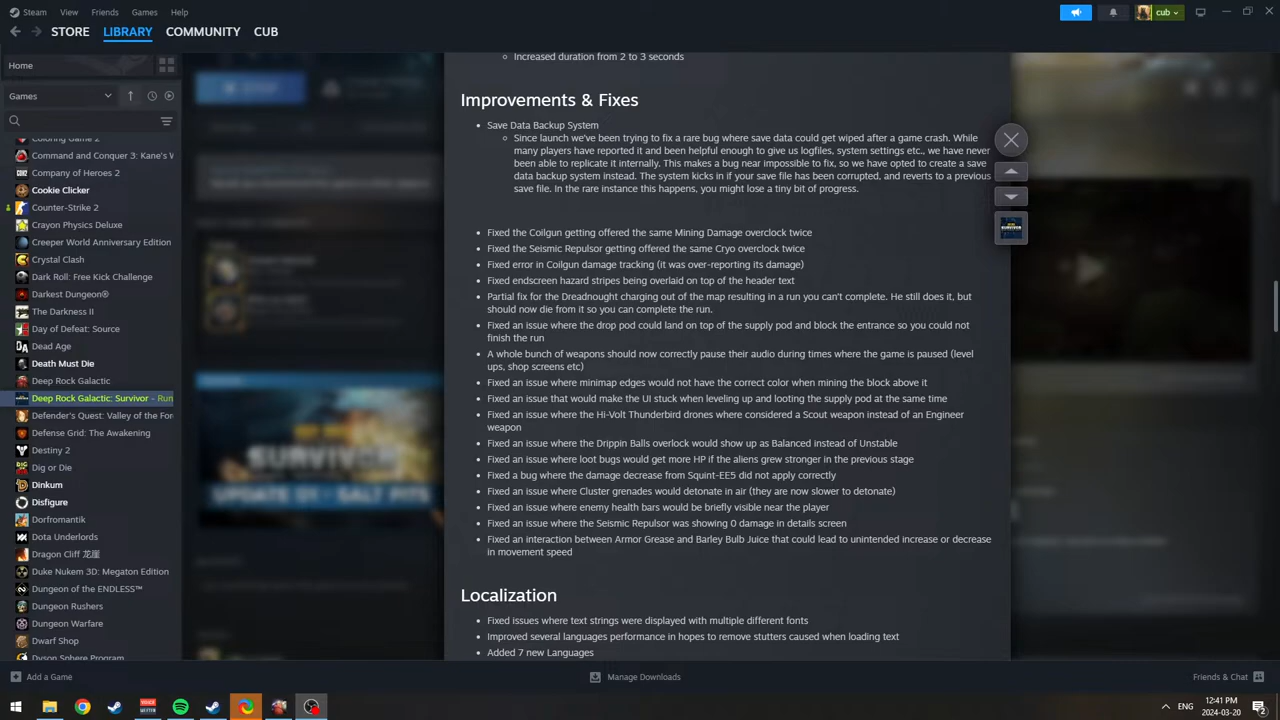 Steam View Friends Games Help
cub
STORE LIBRARY COMMUNITY CUB
Home
Games
Coloring Game 2
Command and Conquer 3: Kane's W
Company of Heroes 2
Cookie Clicker
Counter-Strike 2
Crayon Physics Deluxe
Creeper World Anniversary Edition
Crystal Clash
Dark Roll: Free Kick Challenge
Darkest Dungeon®
The Darkness II
Day of Defeat: Source
Dead Age
Death Must Die
Deep Rock Galactic
Deep Rock Galactic: Survivor - Run
Defender's Quest: Valley of the For
Defense Grid: The Awakening
Destiny 2
Dig or Die
Dinkum
Disfigure
Dorfromantik
Dota Underlords
Dragon Cliff 龙崖
Duke Nukem 3D: Megaton Edition
Dungeon of the ENDLESS™
Dungeon Rushers
Dungeon Warfare
Dwarf Shop
Dyson Sphere Program
SURVIVOR
UPDATE 01 - SALT PITS
Increased duration from 2 to 3 seconds
Improvements & Fixes
Save Data Backup System
Since launch we've been trying to fix a rare bug where save data could get wiped after a game crash. While
many players have reported it and been helpful enough to give us logfiles, system settings etc., we have never
been able to replicate it internally. This makes a bug near impossible to fix, so we have opted to create a save
data backup system instead. The system kicks in if your save file has been corrupted, and reverts to a previous
save file. In the rare instance this happens, you might lose a tiny bit of progress.
Fixed the Coilgun getting offered the same Mining Damage overclock twice
Fixed the Seismic Repulsor getting offered the same Cryo overclock twice
Fixed error in Coilgun damage tracking (it was over-reporting its damage)
Fixed endscreen hazard stripes being overlaid on top of the header text
Partial fix for the Dreadnought charging out of the map resulting in a run you can't complete. He still does it, but
should now die from it so you can complete the run.
Fixed an issue where the drop pod could land on top of the supply pod and block the entrance so you could not
finish the run
A whole bunch of weapons should now correctly pause their audio during times where the game is paused (level
ups, shop screens etc)
Fixed an issue where minimap edges would not have the correct color when mining the block above it
Fixed an issue that would make the UI stuck when leveling up and looting the supply pod at the same time
Fixed an issue where the Hi-Volt Thunderbird drones where considered a Scout weapon instead of an Engineer
weapon
Fixed an issue where the Drippin Balls overlock would show up as Balanced instead of Unstable
Fixed an issue where loot bugs would get more HP if the aliens grew stronger in the previous stage
Fixed a bug where the damage decrease from Squint-EE5 did not apply correctly
Fixed an issue where Cluster grenades would detonate in air (they are now slower to detonate)
Fixed an issue where enemy health bars would be briefly visible near the player
Fixed an issue where the Seismic Repulsor was showing 0 damage in details screen
Fixed an interaction between Armor Grease and Barley Bulb Juice that could lead to unintended increase or decrease
in movement speed
Localization
Fixed issues where text strings were displayed with multiple different fonts
Improved several languages performance in hopes to remove stutters caused when loading text
Added 7 new Languages
SURVIVOR
Add a Game
Manage Downloads
Friends & Chat
ENG
12:41 PM
2024-03-20
2